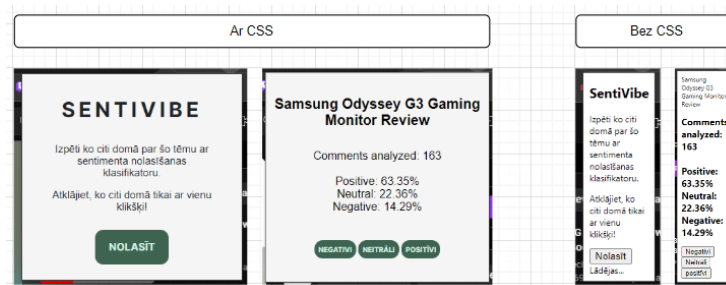 Ar CSS
Bez CSS
SENTIVIBE
Izpēti ko citi domā par šo tēmu ar
sentimenta nolasīšanas
klasifikatoru.
Atklājiet, ko citi domā tikai ar vienu
klikšķi!
NOLASĪT
Samsung Odyssey G3 Gaming
Monitor Review
Comments analyzed: 163
Positive: 63.35%
Neutral: 22.36%
Negative: 14.29%
NEGATIVI
NEITRĀLI
POSITĪVI
SentiVibe
Izpēti ko citi
domā par šo
tēmu ar
sentimenta
nolasīšanas
klasifikatoru.
Atklājiet, ko
citi domā tikai
ar vienu
klikšķi!
Nolasīt
Lādējas...
Samsung
Odyssey G3
Gaming Monitor
Review
Comments
analyzed:
163
Positive:
63.35%
Neutral:
22.36%
Negative:
14.29%
Negatīvi
Neitrali
positīvi